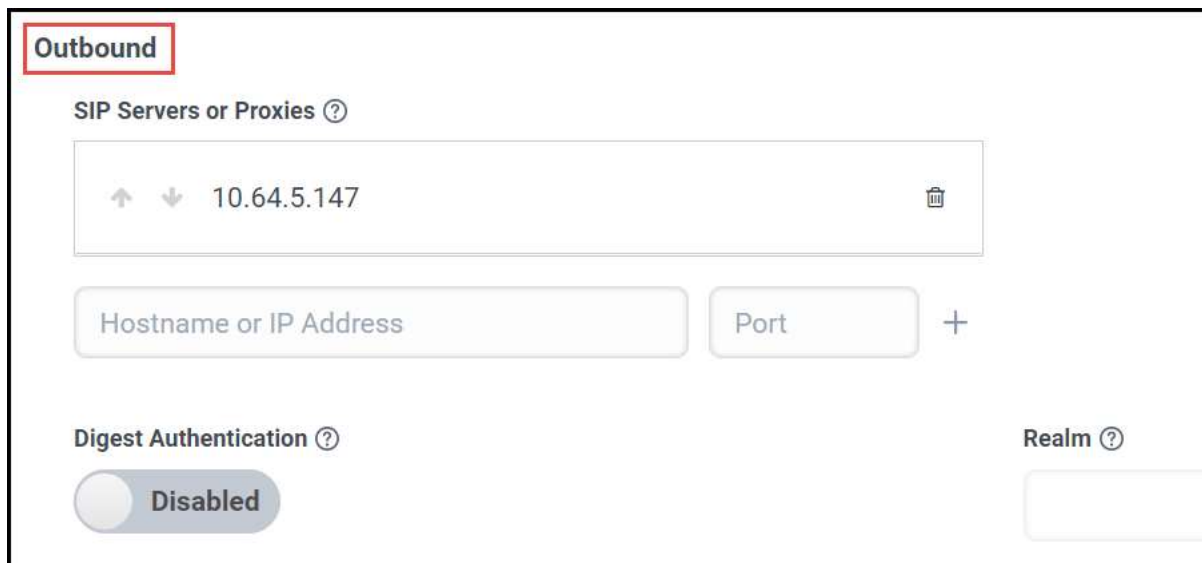 Outbound
SIP Servers or Proxies ?
10.64.5.147
Hostname or IP Address Port +
Digest Authentication ? Realm ?
Disabled